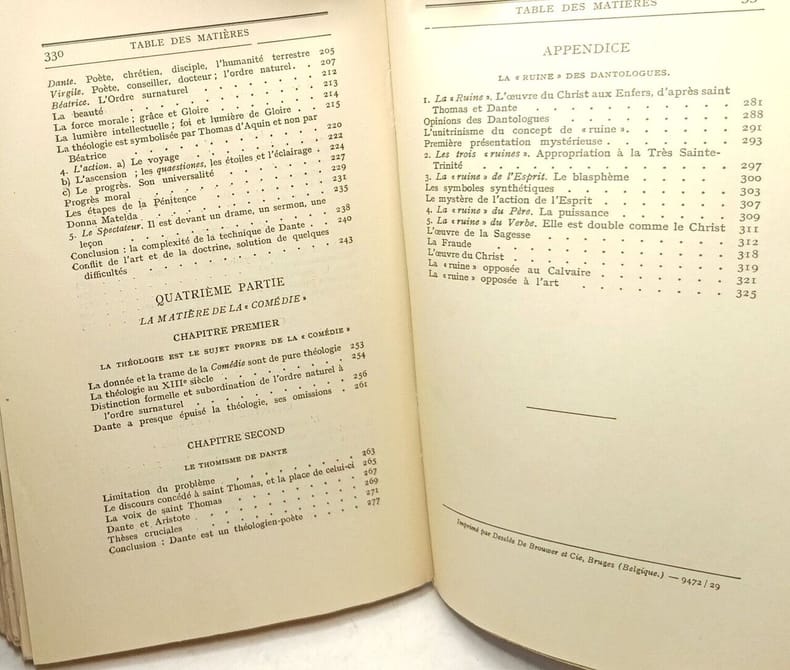 330 TABLE DES MATIÈRES
Dante. Poète, chrétien, disciple, l'humanité terrestre 205
Virgile. Poète, conseiller, docteur ; l'ordre naturel. 207
Béatrice. L'Ordre surnaturel 212
La beauté 213
La force morale ; grâce et Gloire 214
La lumière intellectuelle ; foi et lumière de Gloire 215
La théologie est symbolisée par Thomas d'Aquin et non par
Béatrice 220
4. L'action. a) Le voyage 222
b) L'ascension ; les quaestiones, les étoiles et l'éclairage 224
c) Le progrès. Son universalité 227
Progrès moral 229
Les étapes de la Pénitence 231
Donna Matelda 235
5. Le Spectateur. Il est devant un drame, un sermon, une
leçon 238
Conclusion : la complexité de la technique de Dante 240
Conflit de l'art et de la doctrine, solution de quelques
difficultés 243
QUATRIÈME PARTIE
LA MATIÈRE DE LA « COMÉDIE »
CHAPITRE PREMIER
LA THÉOLOGIE EST LE SUJET PROPRE DE LA « COMÉDIE »
La donnée et la trame de la Comédie sont de pure théologie 253
La théologie au XIIIe siècle 254
Distinction formelle et subordination de l'ordre naturel à
l'ordre surnaturel 256
Dante a presque épuisé la théologie, ses omissions 261
CHAPITRE SECOND
LE THOMISME DE DANTE
Limitation du problème 263
Le discours concédé à saint Thomas, et la place de celui-ci 265
La voix de saint Thomas 267
Dante et Aristote 269
Thèses cruciales 271
Conclusion : Dante est un théologien-poète 277
TABLE DES MATIÈRES
APPENDICE
LA « RUINE » DES DANTOLOGUES.
1. La « Ruine ». L'œuvre du Christ aux Enfers, d'après saint
Thomas et Dante 281
Opinions des Dantologues 288
L'unitrinisme du concept de « ruine ». 291
Première présentation mystérieuse 293
2. Les trois « ruines ». Appropriation à la Très Sainte-
Trinité 297
3. La « ruine » de l'Esprit. Le blasphème 300
Les symboles synthétiques 303
Le mystère de l'action de l'Esprit 307
4. La « ruine » du Père. La puissance 309
5. La « ruine » du Verbe. Elle est double comme le Christ 311
L'œuvre de la Sagesse 312
La Fraude 318
L'œuvre du Christ 319
La « ruine » opposée au Calvaire 321
La « ruine » opposée à l'art 325
Imprimé par Desclée De Brouwer et Cie, Bruges (Belgique.) — 9472/29